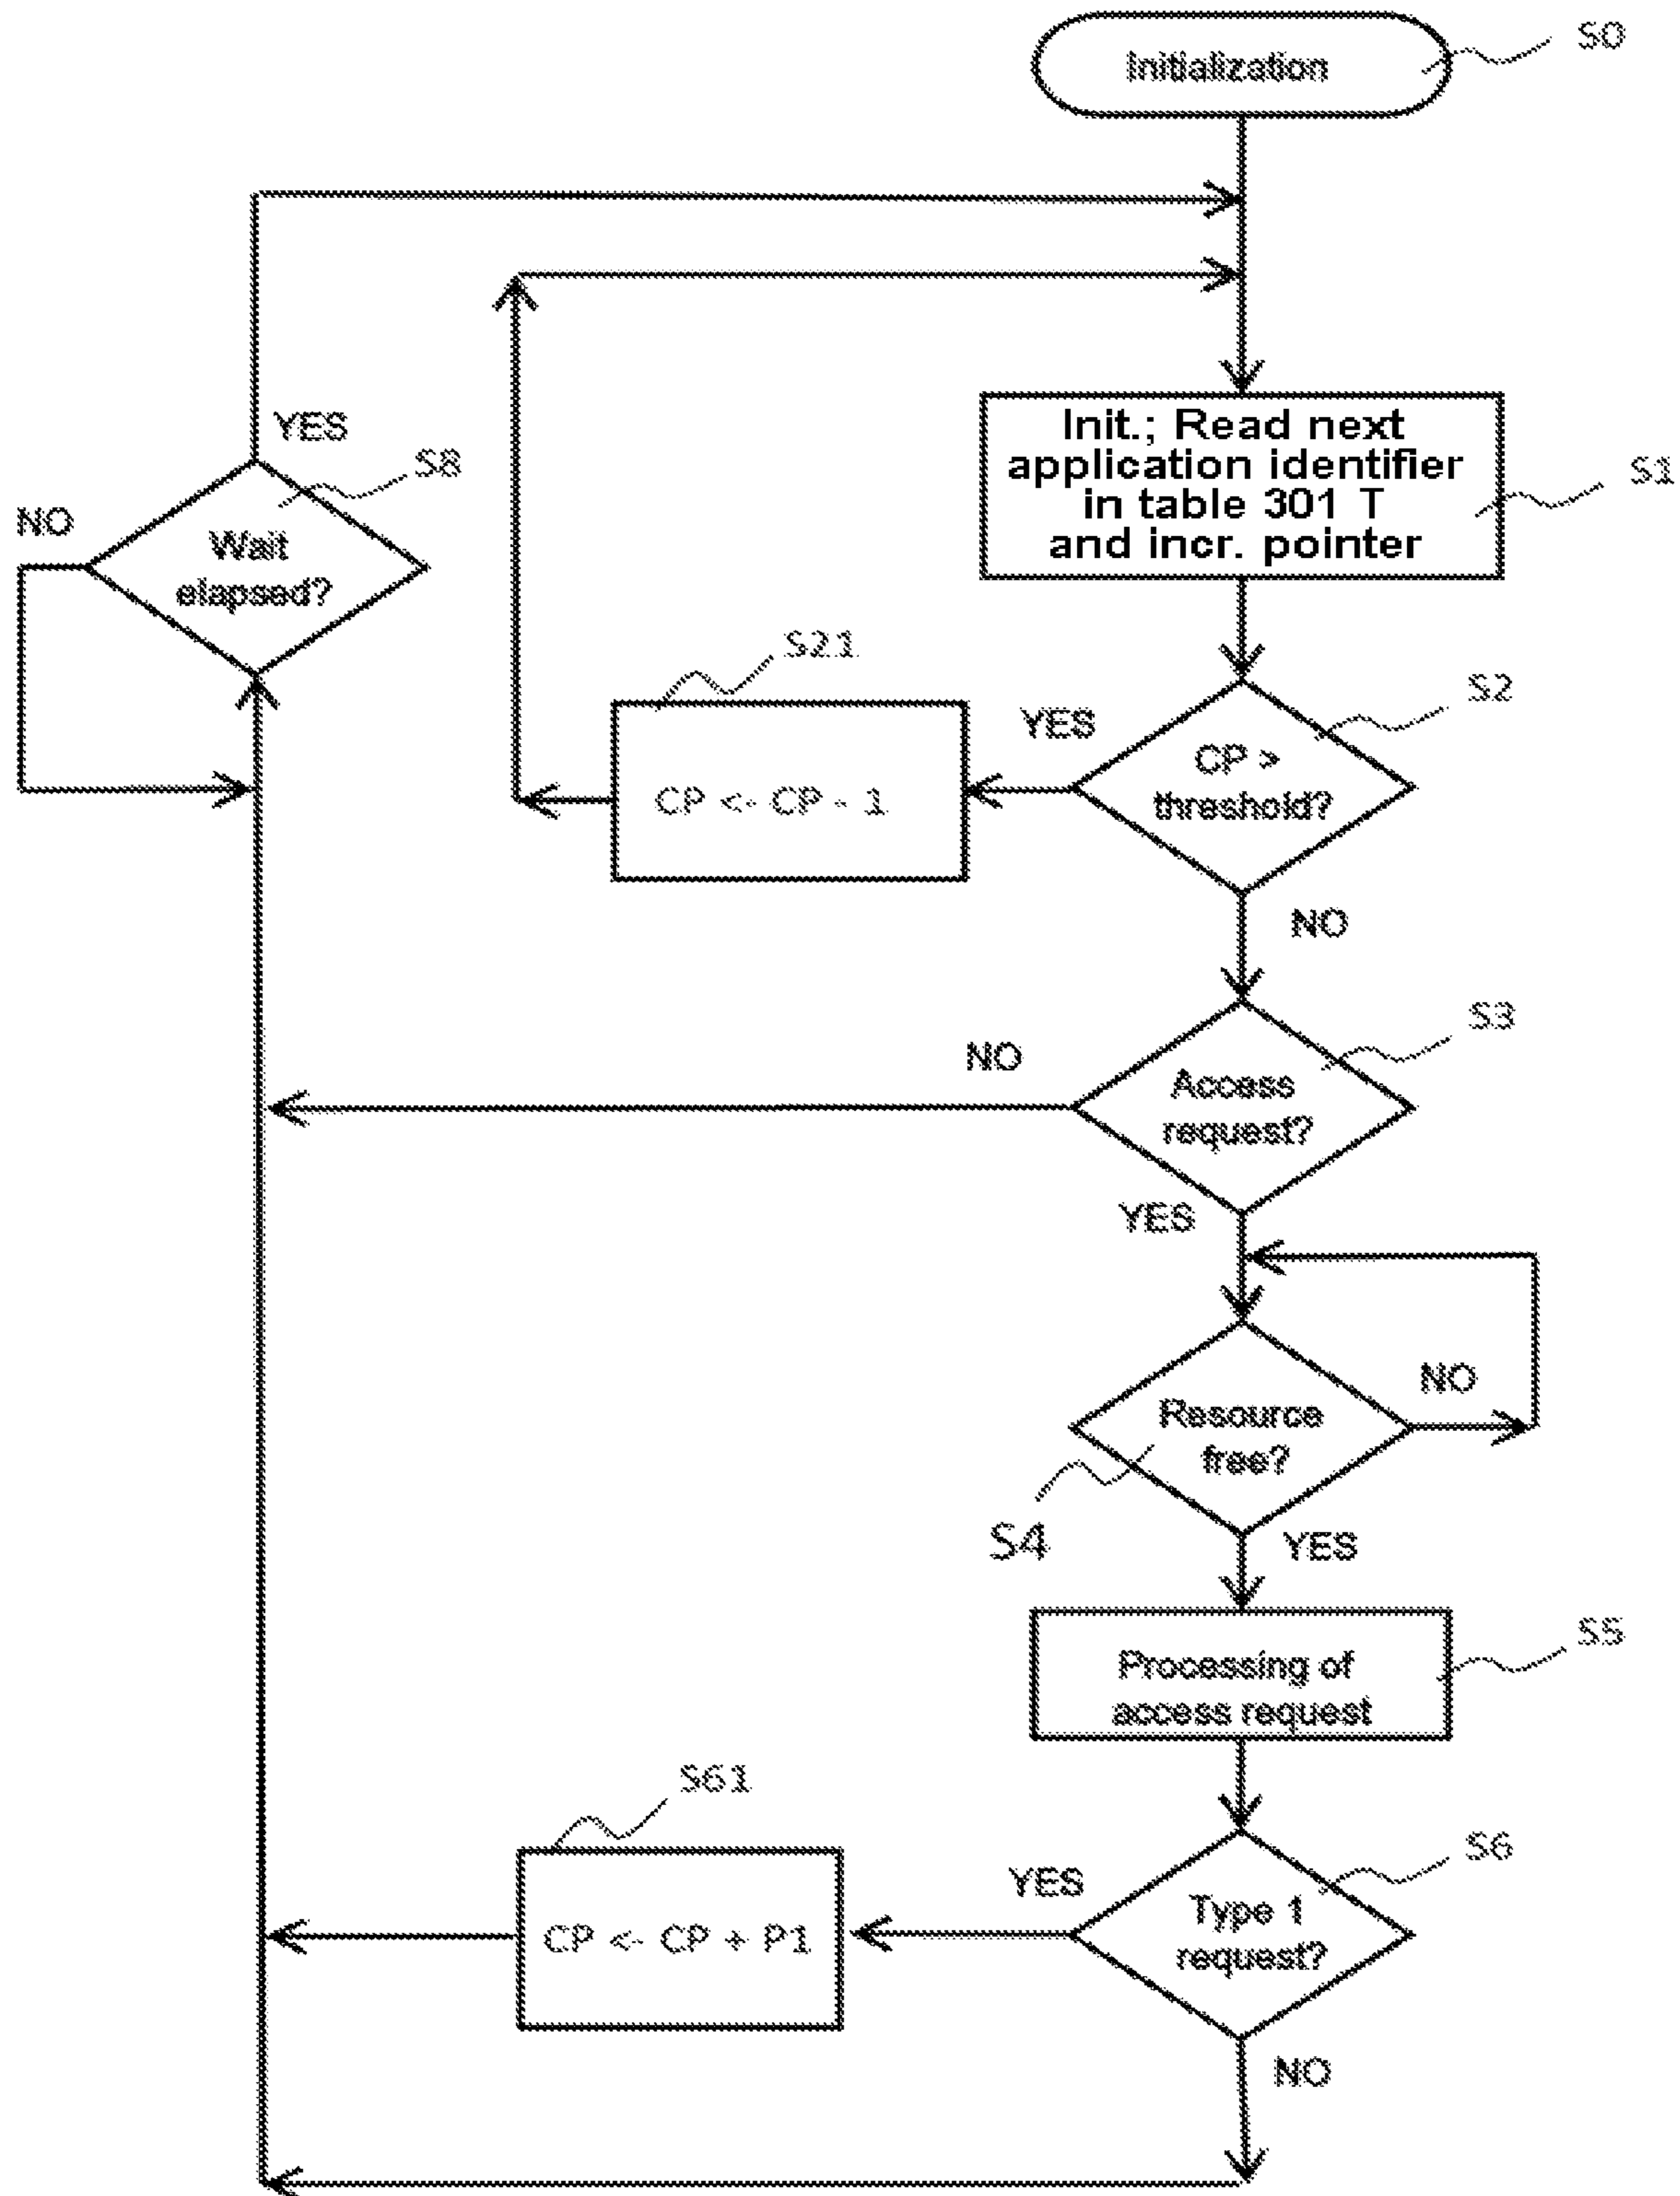 Initialization
S0
Init.; Read next
application identifier
in table 301 T
and incr. pointer
S1
YES
S8
NO
Wait
elapsed?
S21
CP <- CP - 1
YES
S2
CP >
threshold?
NO
S3
NO
Access
request?
YES
Resource
free?
NO
S4
YES
S5
Processing of
access request
S61
CP <- CP + P1
YES
S6
Type 1
request?
NO